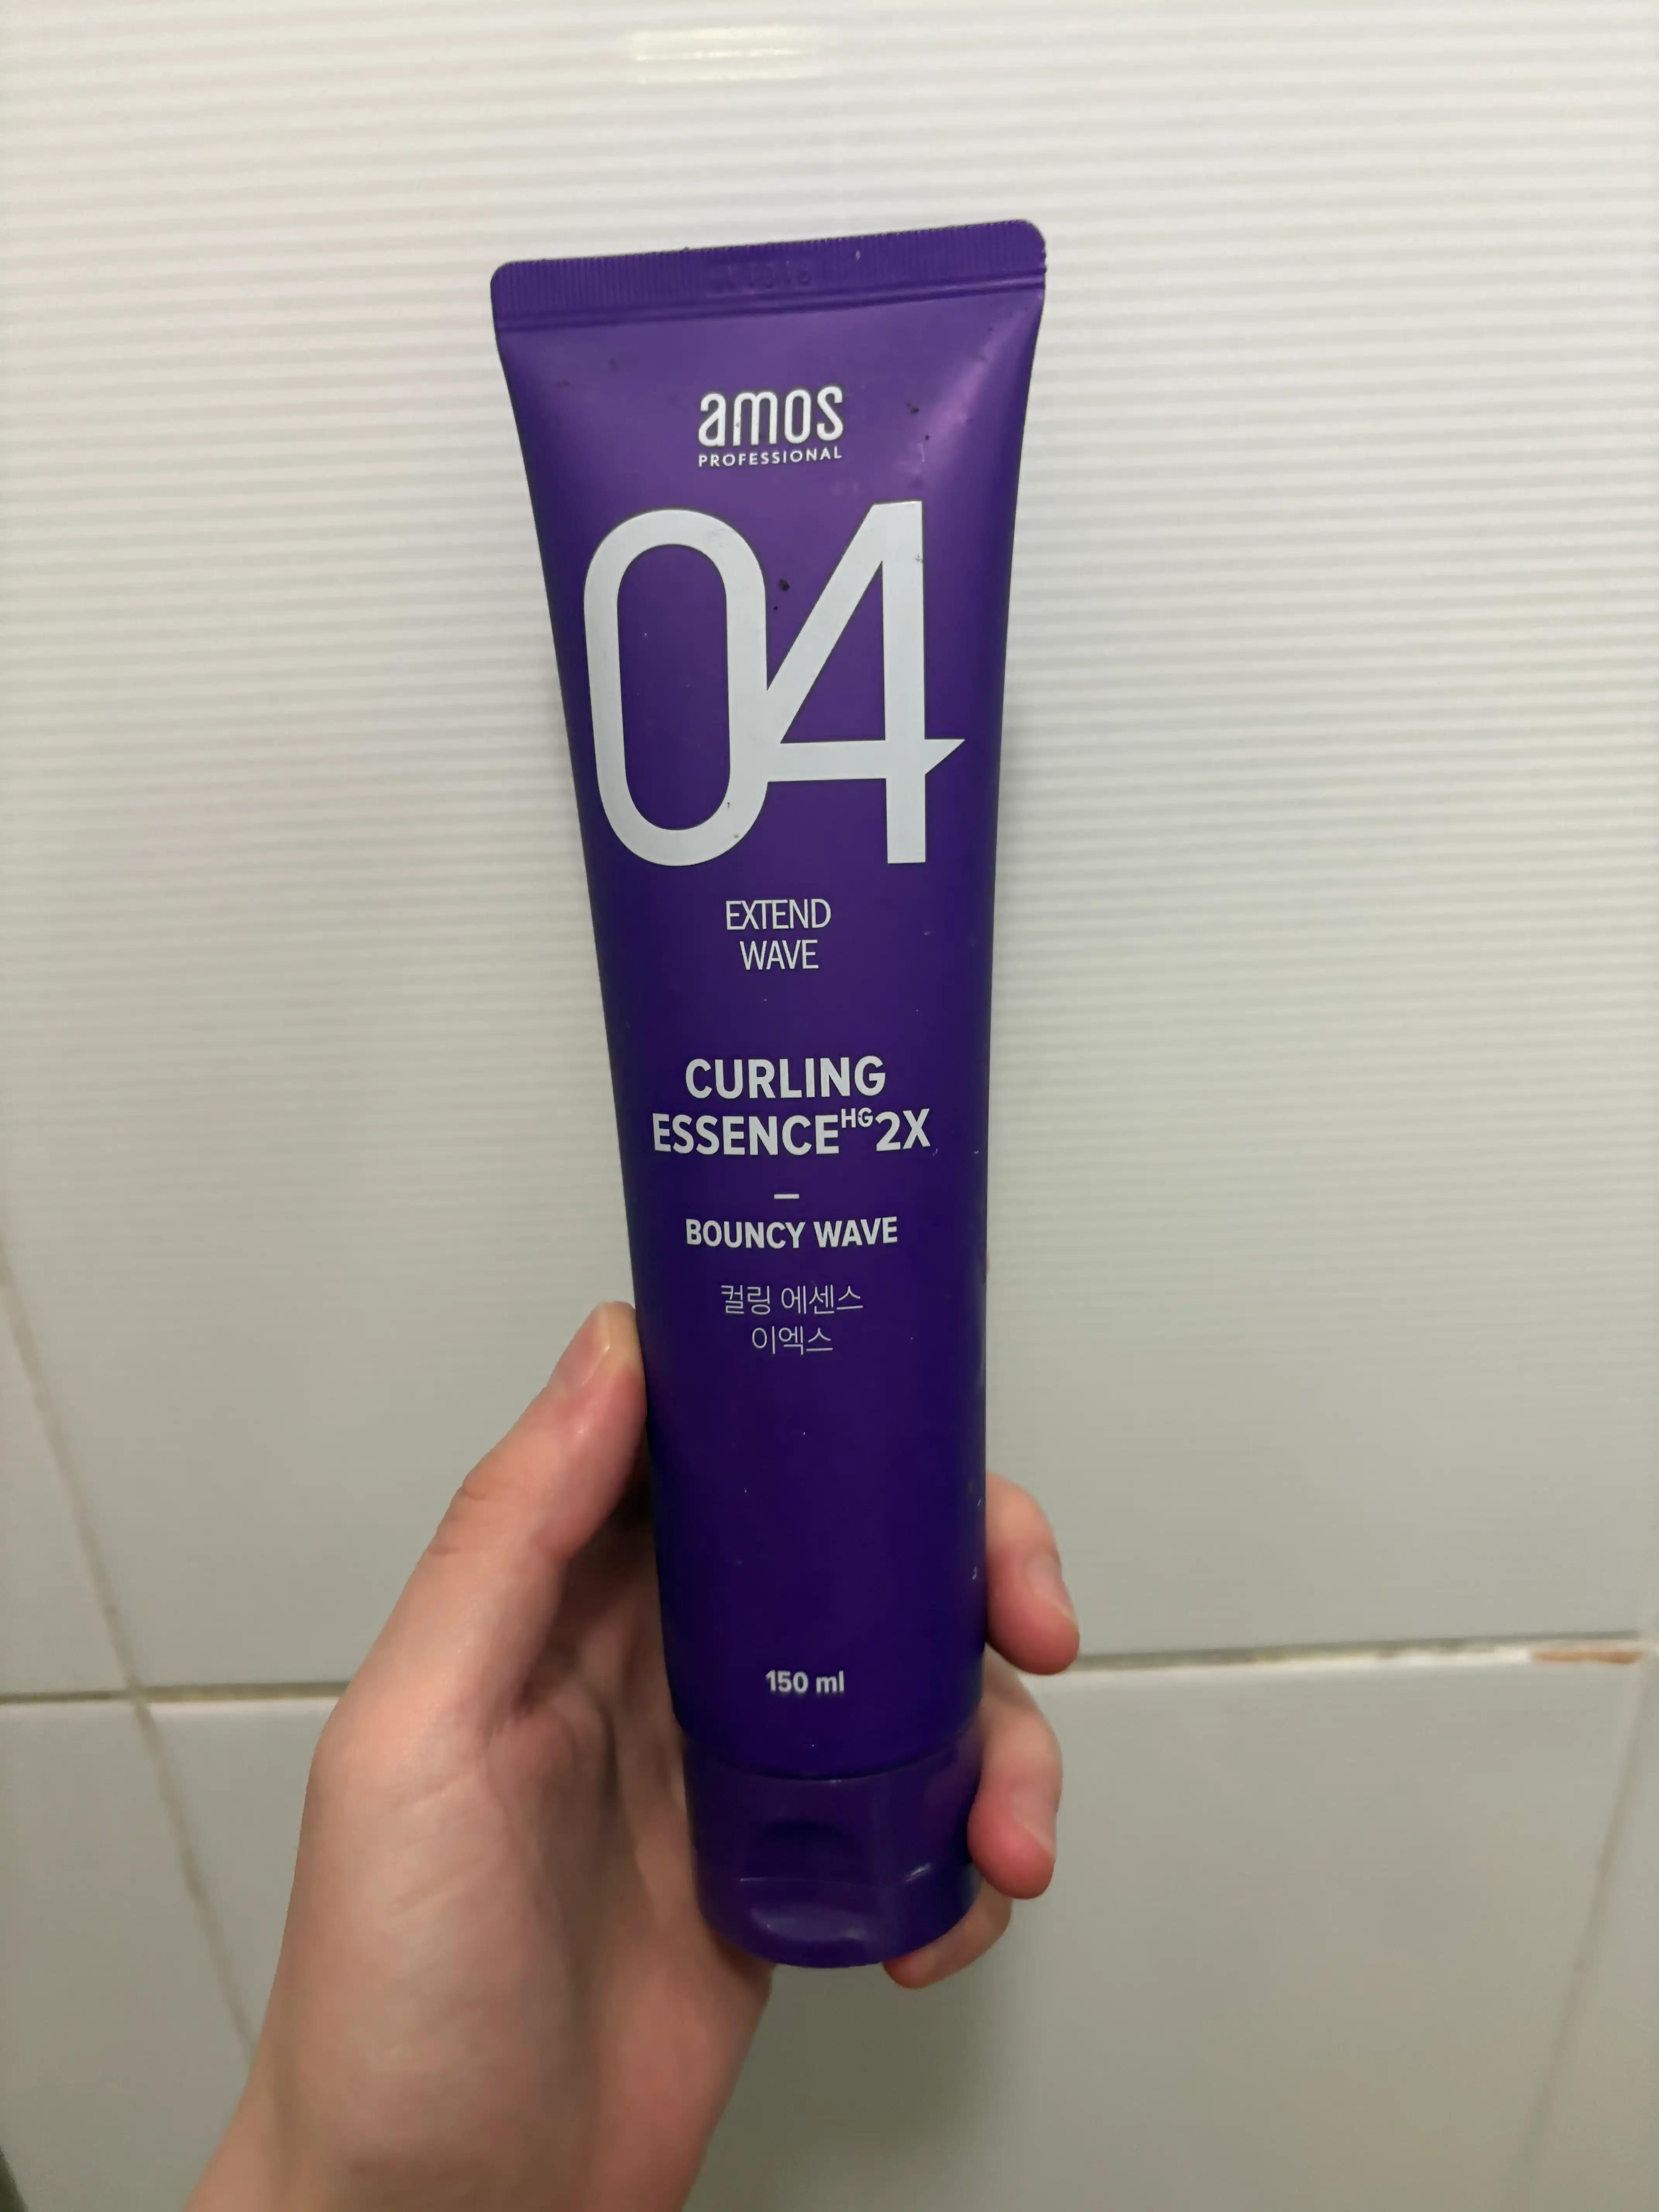 amos
PROFESSIONAL
04
EXTEND
WAVE
CURLING
ESSENCE HG 2X
BOUNCY WAVE
컬링 에센스
이엑스
150 ml